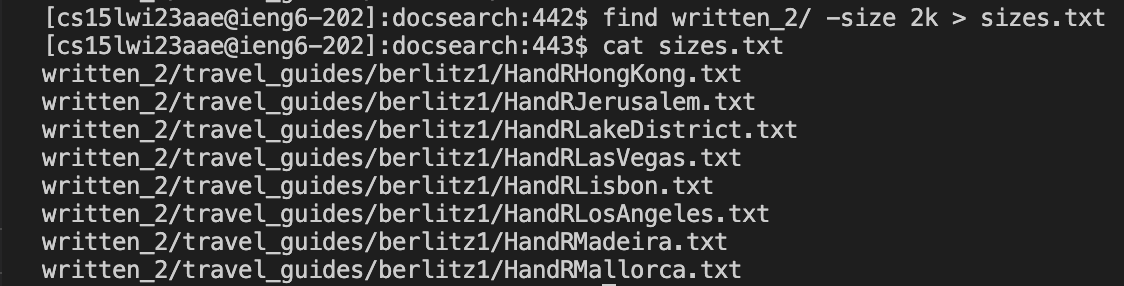 [cs15lwi23aae@ieng6-202]:docsearch:442$ find written_2/ -size 2k > sizes.txt
[cs15lwi23aae@ieng6-202]:docsearch:443$ cat sizes.txt
written_2/travel_guides/berlitz1/HandRHongKong.txt
written_2/travel_guides/berlitz1/HandRJerusalem.txt
written_2/travel_guides/berlitz1/HandRLakeDistrict.txt
written_2/travel_guides/berlitz1/HandRLasVegas.txt
written_2/travel_guides/berlitz1/HandRLisbon.txt
written_2/travel_guides/berlitz1/HandRLosAngeles.txt
written_2/travel_guides/berlitz1/HandRMadeira.txt
written_2/travel_guides/berlitz1/HandRMallorca.txt